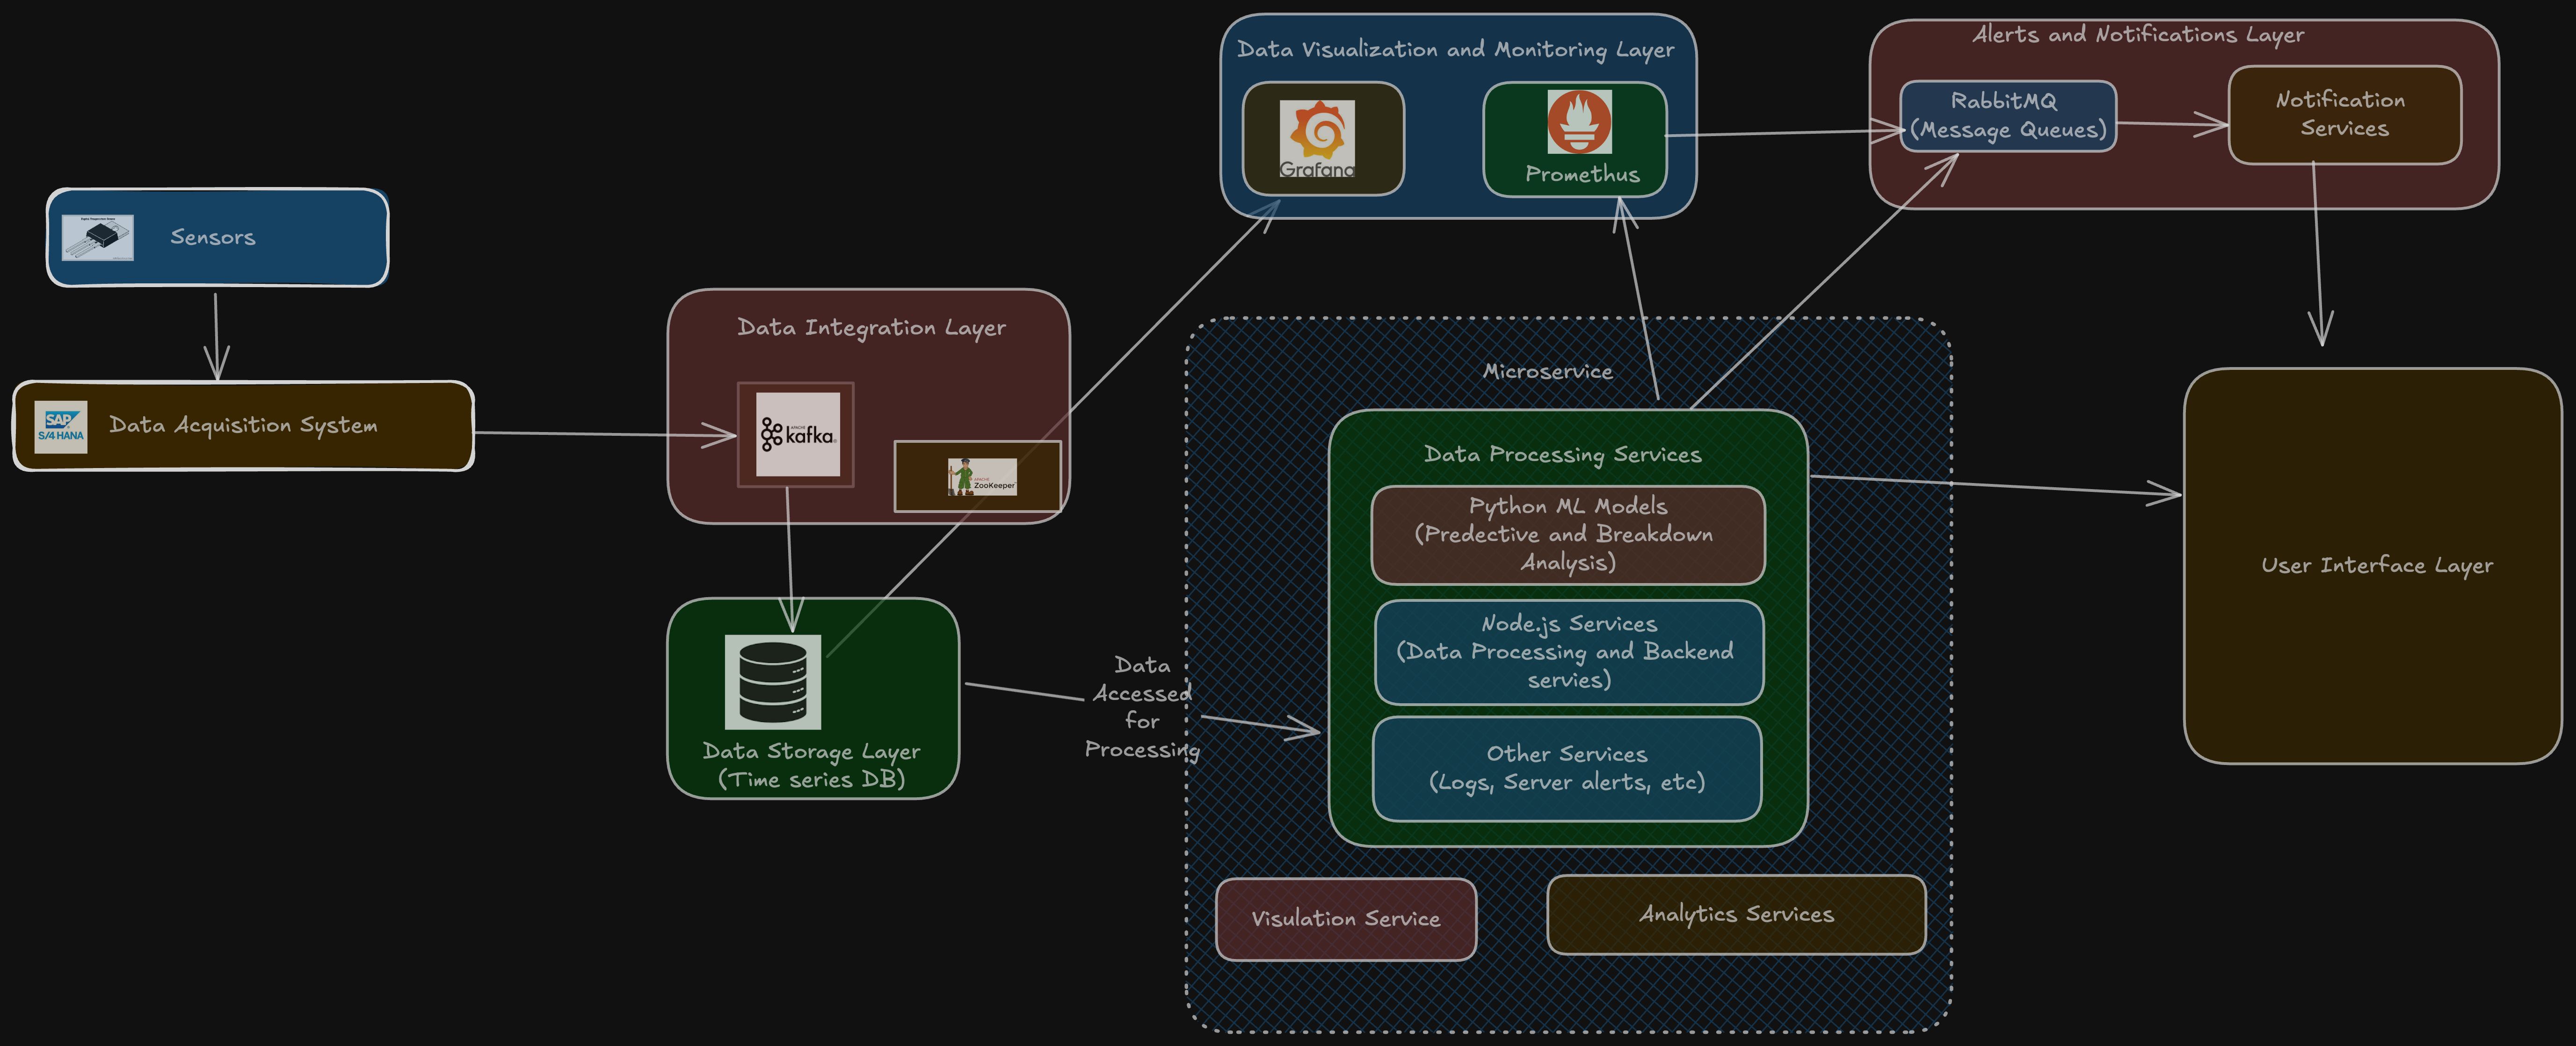 Data Visualization and Monitoring Layer
Grafana
Promethus
Alerts and Notifications Layer
RabbitMQ
(Message Queues)
Notification
Services
Sensors
SAP
S/4 HANA
Data Acquisition System
Data Integration Layer
APACHE
kafka
APACHE
ZooKeeper
Data Storage Layer
(Time series DB)
Data
Accessed
for
Processing
Microservice
Data Processing Services
Python ML Models
(Predective and Breakdown
Analysis)
Node.js Services
(Data Processing and Backend
servies)
Other Services
(Logs, Server alerts, etc)
Visulation Service
Analytics Services
User Interface Layer